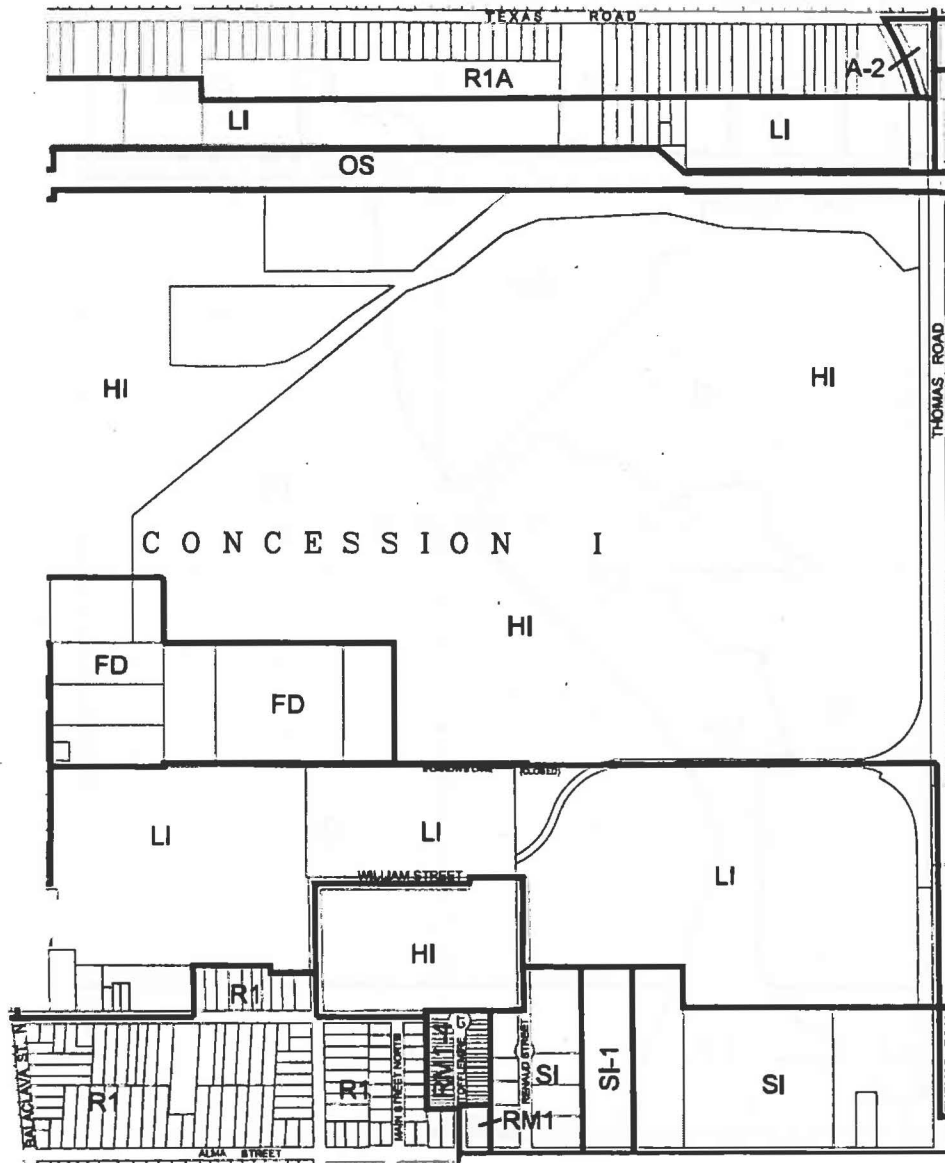 TEXAS ROAD
A-2
R1A
LI
LI
OS
THOMAS ROAD
HI
HI
CONCESSION I
HI
FD
FD
(CLOSED)
LI
LI
LI
WILLIAM STREET
HI
R1
BALACLAVA ST. N
R1
R1
MAIN STREET NORTH
RM1-4
RENAUD STREET
SI
SI-1
SI
RM1
ALMA STREET